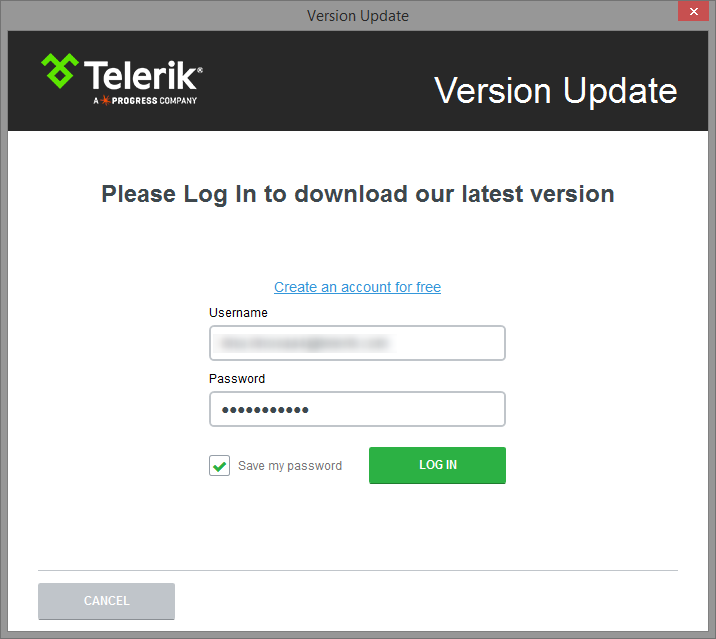 Version Update
Telerik®
A PROGRESS COMPANY
Version Update
Please Log In to download our latest version
Create an account for free
Username
Password
Save my password
LOG IN
CANCEL